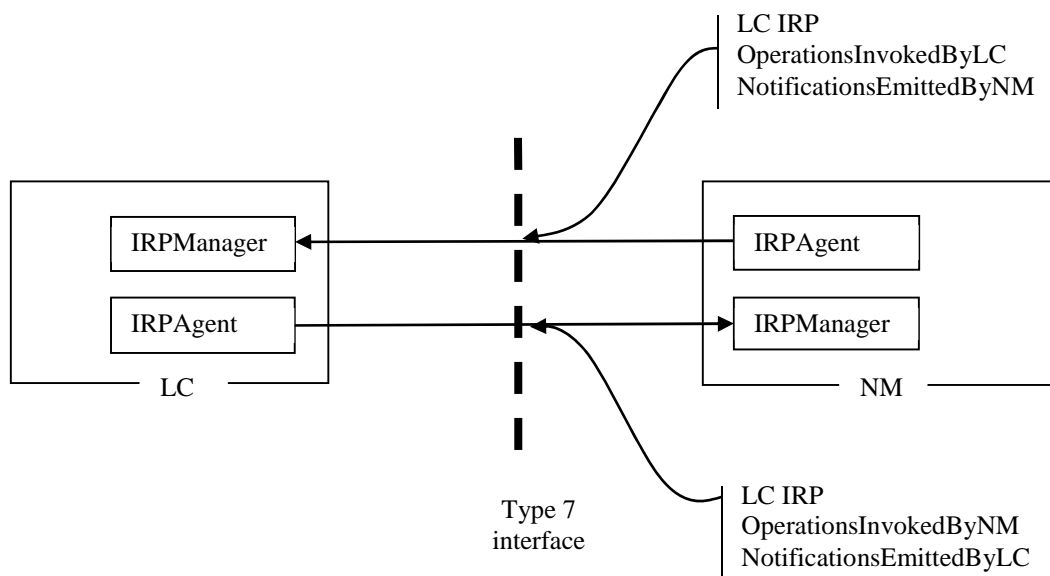 LC IRP
OperationsInvokedByLC
NotificationsEmittedByNM
IRPManager
IRPAgent
IRPAgent
IRPManager
LC
NM
Type 7
interface
LC IRP
OperationsInvokedByNM
NotificationsEmittedByLC